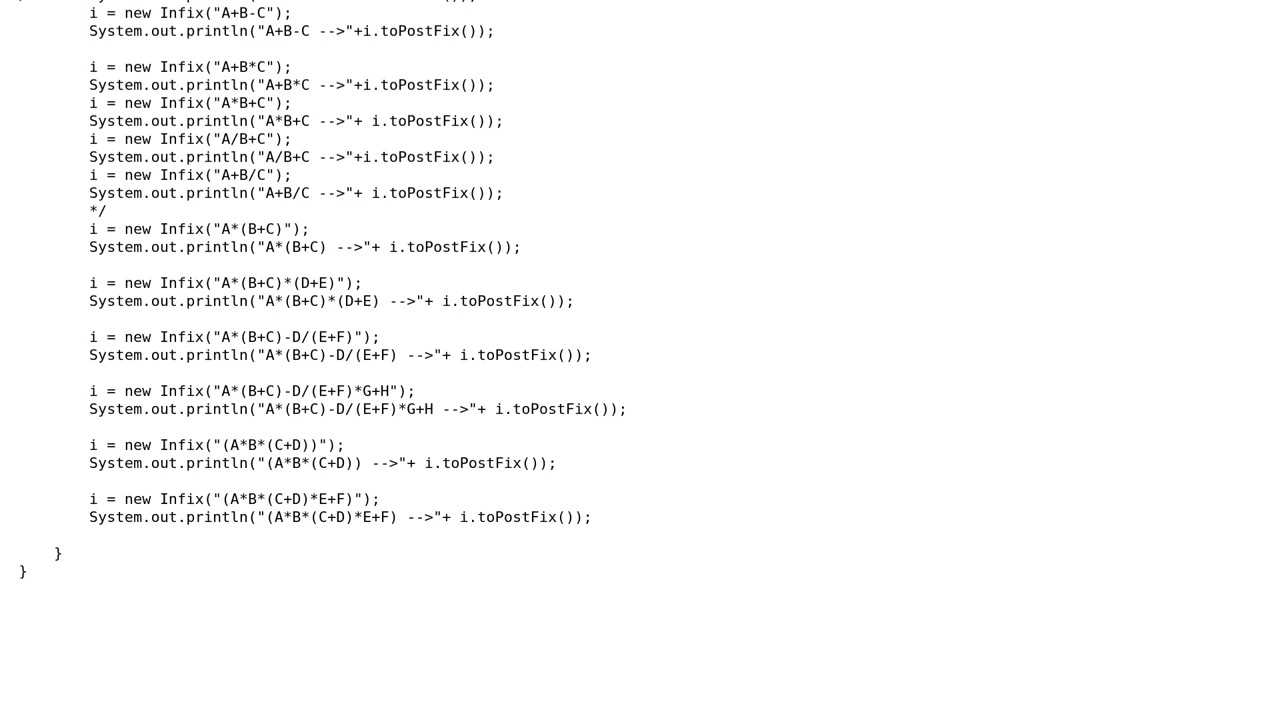 i = new Infix("A+B-C");
System.out.println("A+B-C -->"+i.toPostFix());
i = new Infix("A+B*C");
System.out.println("A+B*C -->"+i.toPostFix());
i = new Infix("A*B+C");
System.out.println("A*B+C -->"+ i.toPostFix());
i = new Infix("A/B+C");
System.out.println("A/B+C -->"+i.toPostFix());
i = new Infix("A+B/C");
System.out.println("A+B/C -->"+ i.toPostFix());
*/
i = new Infix("A*(B+C)");
System.out.println("A*(B+C) -->"+ i.toPostFix());
i = new Infix("A*(B+C)*(D+E)");
System.out.println("A*(B+C)*(D+E) -->"+ i.toPostFix());
i = new Infix("A*(B+C)-D/(E+F)");
System.out.println("A*(B+C)-D/(E+F) -->"+ i.toPostFix());
i = new Infix("A*(B+C)-D/(E+F)*G+H");
System.out.println("A*(B+C)-D/(E+F)*G+H -->"+ i.toPostFix());
i = new Infix("(A*B*(C+D))");
System.out.println("(A*B*(C+D)) -->"+ i.toPostFix());
i = new Infix("(A*B*(C+D)*E+F)");
System.out.println("(A*B*(C+D)*E+F) -->"+ i.toPostFix());
}
}